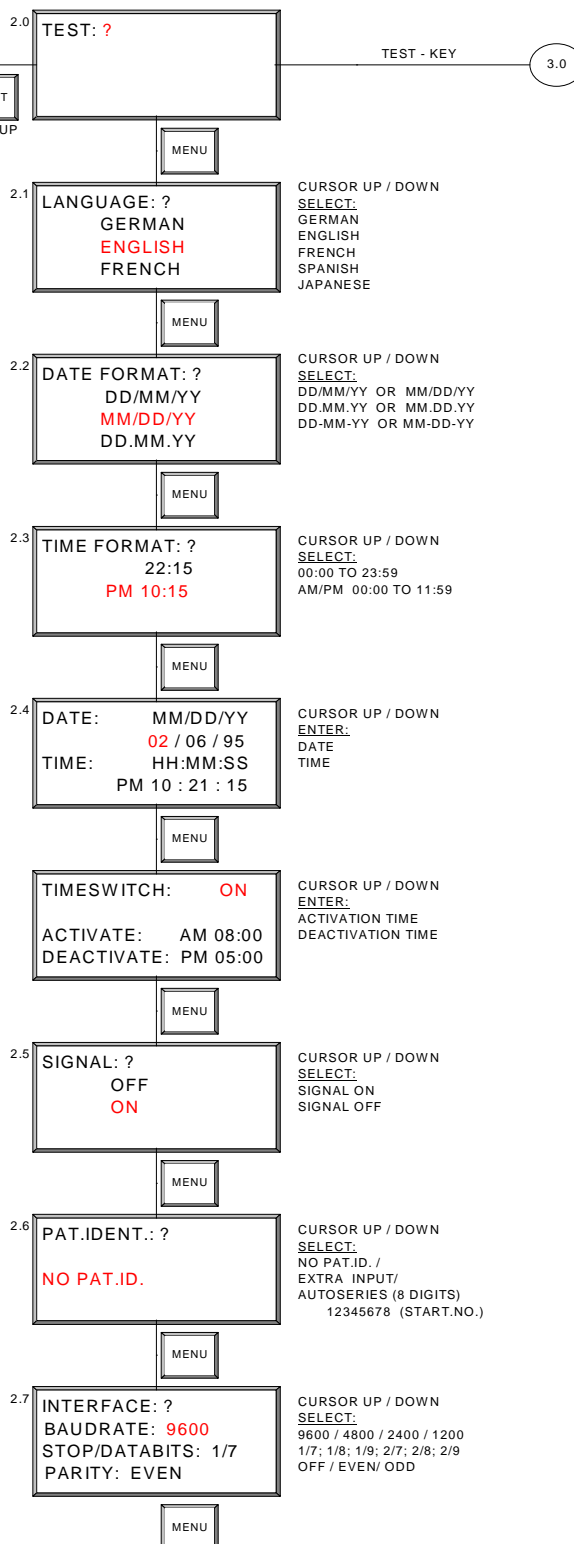 2.0
TEST: ?
TEST - KEY
3.0
T
UP
MENU
2.1
LANGUAGE: ?
GERMAN
ENGLISH
FRENCH
CURSOR UP / DOWN
SELECT:
GERMAN
ENGLISH
FRENCH
SPANISH
JAPANESE
MENU
2.2
DATE FORMAT: ?
DD/MM/YY
MM/DD/YY
DD.MM.YY
CURSOR UP / DOWN
SELECT:
DD/MM/YY OR MM/DD/YY
DD.MM.YY OR MM.DD.YY
DD-MM-YY OR MM-DD-YY
MENU
2.3
TIME FORMAT: ?
22:15
PM 10:15
CURSOR UP / DOWN
SELECT:
00:00 TO 23:59
AM/PM 00:00 TO 11:59
MENU
2.4
DATE: MM/DD/YY
02 / 06 / 95
TIME: HH:MM:SS
PM 10 : 21 : 15
CURSOR UP / DOWN
ENTER:
DATE
TIME
MENU
TIMESWITCH: ON
ACTIVATE: AM 08:00
DEACTIVATE: PM 05:00
CURSOR UP / DOWN
ENTER:
ACTIVATION TIME
DEACTIVATION TIME
MENU
2.5
SIGNAL: ?
OFF
ON
CURSOR UP / DOWN
SELECT:
SIGNAL ON
SIGNAL OFF
MENU
2.6
PAT.IDENT.: ?
NO PAT.ID.
CURSOR UP / DOWN
SELECT:
NO PAT.ID. /
EXTRA INPUT/
AUTOSERIES (8 DIGITS)
12345678 (START.NO.)
MENU
2.7
INTERFACE: ?
BAUDRATE: 9600
STOP/DATABITS: 1/7
PARITY: EVEN
CURSOR UP / DOWN
SELECT:
9600 / 4800 / 2400 / 1200
1/7; 1/8; 1/9; 2/7; 2/8; 2/9
OFF / EVEN/ ODD
MENU